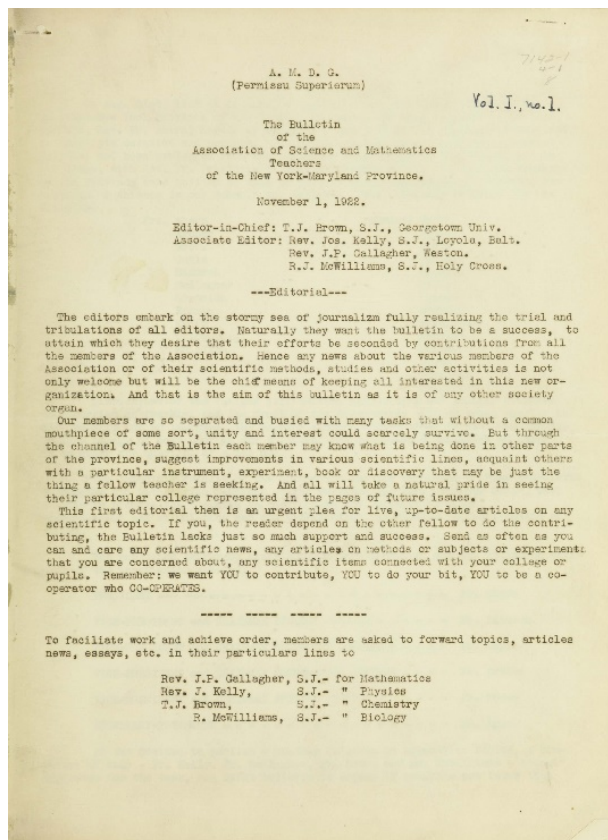 A. M. D. G.
(Permissu Superiorum)
Vol. I., no. 1.
The Bulletin
of the
Association of Science and Mathematics
Teachers
of the New York-Maryland Province.
November 1, 1922.
Editor-in-Chief: T.J. Brown, S.J., Georgetown Univ.
Associate Editor: Rev. Jos. Kelly, S.J., Loyola, Balt.
Rev. J.P. Gallagher, Weston.
R.J. McWilliams, S.J., Holy Cross.
---Editorial---
The editors embark on the stormy sea of journalizm fully realizing the trial and
tribulations of all editors. Naturally they want the bulletin to be a success, to
attain which they desire that their efforts be seconded by contributions from all
the members of the Association. Hence any news about the various members of the
Association or of their scientific methods, studies and other activities is not
only welcome but will be the chief means of keeping all interested in this new or-
ganization. And that is the aim of this bulletin as it is of any other society
organ.
Our members are so separated and busied with many tasks that without a common
mouthpiece of some sort, unity and interest could scarcely survive. But through
the channel of the Bulletin each member may know what is being done in other parts
of the province, suggest improvements in various scientific lines, acquaint others
with a particular instrument, experiment, book or discovery that may be just the
thing a fellow teacher is seeking. And all will take a natural pride in seeing
their particular college represented in the pages of future issues.
This first editorial then is an urgent plea for live, up-to-date articles on any
scientific topic. If you, the reader depend on the other fellow to do the contri-
buting, the Bulletin lacks just so much support and success. Send as often as you
can and care any scientific news, any articles on methods or subjects or experiments
that you are concerned about, any scientific items connected with your college or
pupils. Remember: we want YOU to contribute, YOU to do your bit, YOU to be a co-
operator who CO-OPERATES.
----- ----- ----- -----
To faciliate work and achieve order, members are asked to forward topics, articles
news, essays, etc. in their particulars lines to
Rev. J.P. Gallagher, S.J.- for Mathematics
Rev. J. Kelly, S.J.- " Physics
T.J. Brown, S.J.- " Chemistry
R. McWilliams, S.J.- " Biology